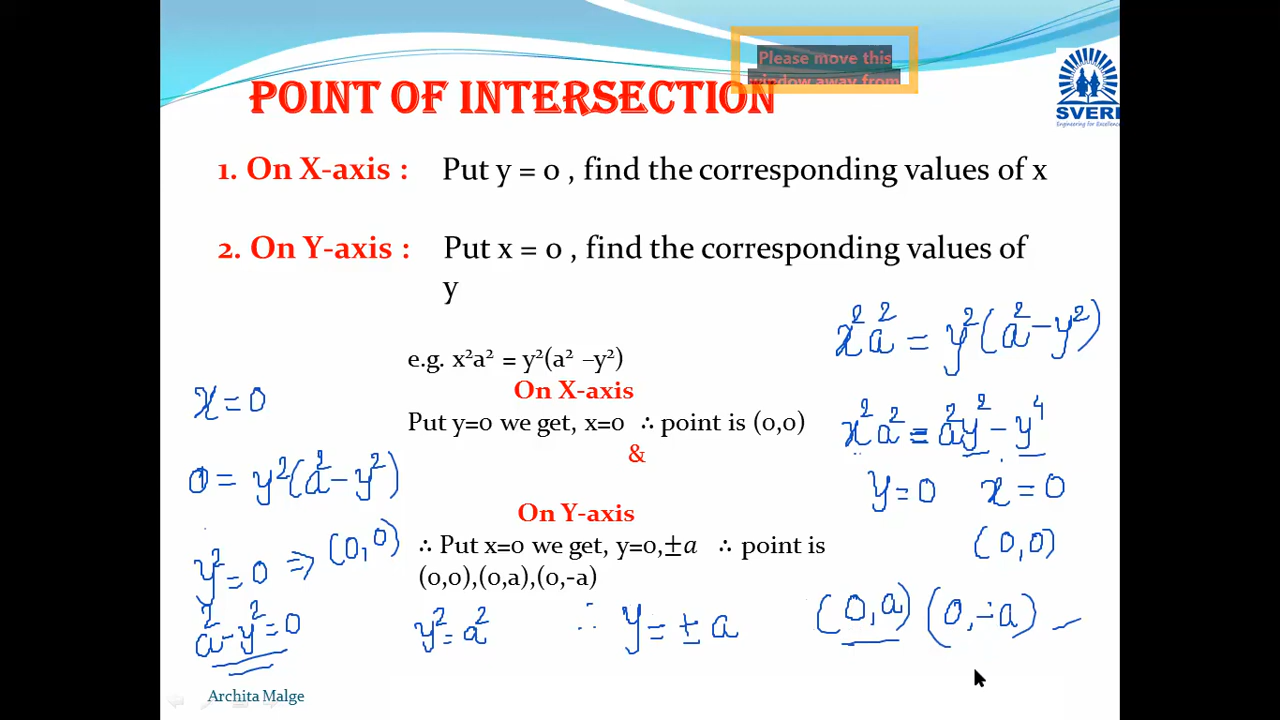 Please move this
window away from
POINT OF INTERSECTION
SVERI
Engineering for Excellence
1. On X-axis : Put y = 0 , find the corresponding values of x
2. On Y-axis : Put x = 0 , find the corresponding values of
y
x²a² = y²(a²-y²)
e.g. x²a² = y²(a² –y²)
On X-axis
x=0
Put y=0 we get, x=0 ∴ point is (0,0)
x²a² = a²y² - y⁴
&
0 = y²(a²-y²)
y=0 x=0
On Y-axis
∴ Put x=0 we get, y=0,±a ∴ point is
(0,0),(0,a),(0,-a)
(0,0)
y²=0 ⇒ (0,0)
a²-y²=0
y²=a² ∴ y=±a (0,a) (0,-a)
Archita Malge